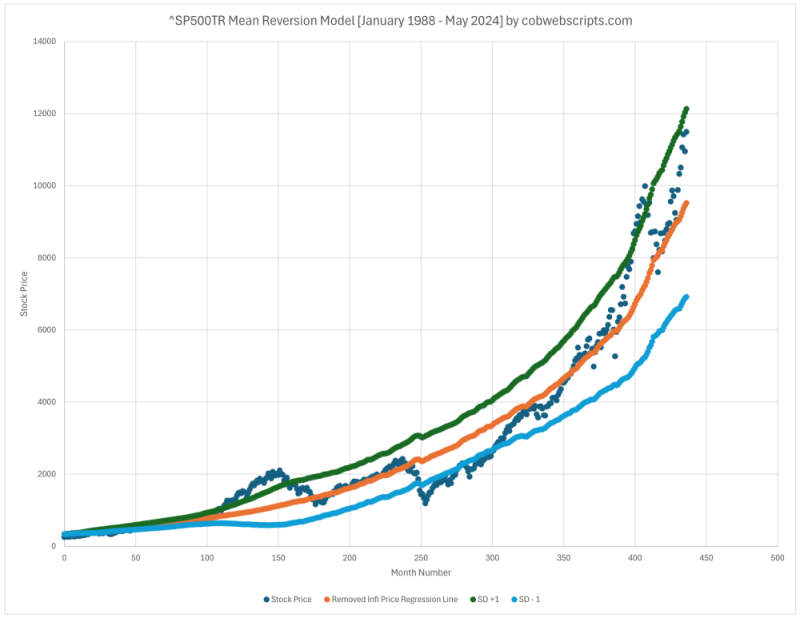 ^SP500TR Mean Reversion Model [January 1988 - May 2024] by cobwebscripts.com
14000
12000
10000
8000
6000
4000
2000
0
Stock Price
0 50 100 150 200 250 300 350 400 450 500
Month Number
Stock Price Removed Infl Price Regression Line SD +1 SD - 1